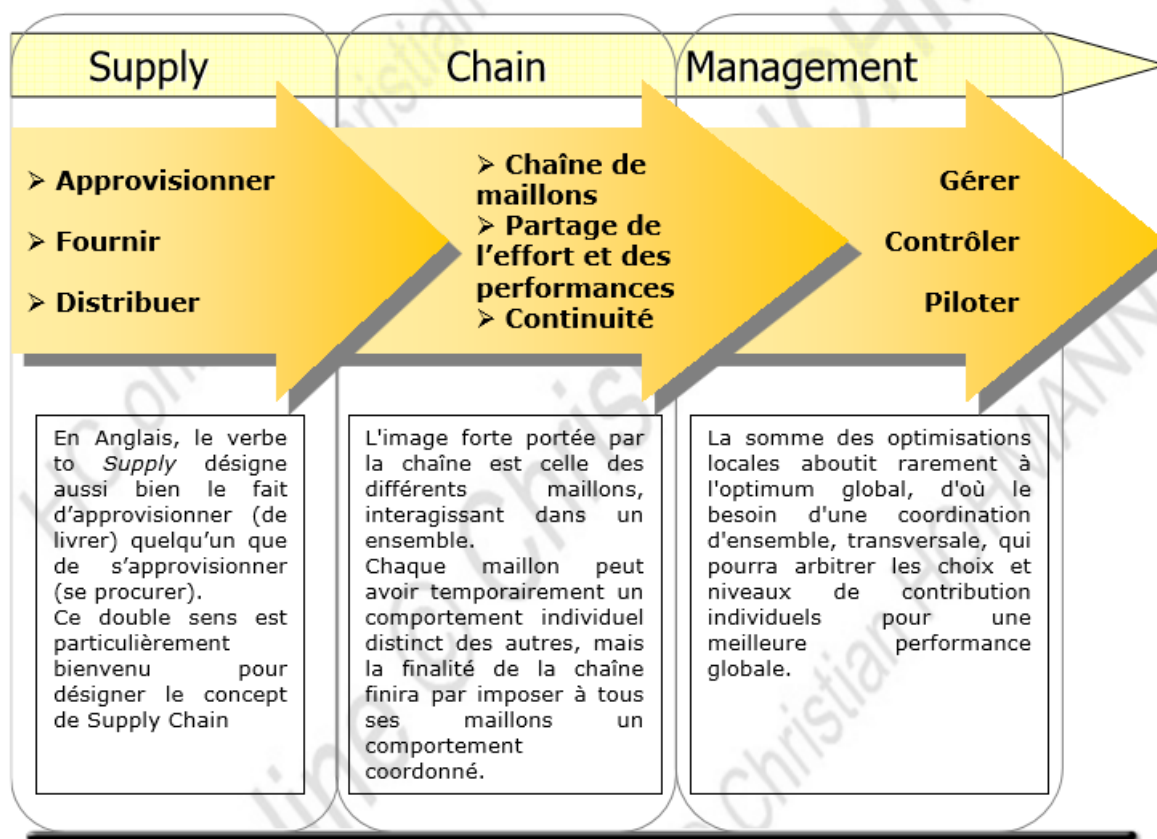 Supply
Chain
Management
➢ Approvisionner
➢ Fournir
➢ Distribuer
➢ Chaîne de
maillons
➢ Partage de
l'effort et des
performances
➢ Continuité
Gérer
Contrôler
Piloter
En Anglais, le verbe
to Supply désigne
aussi bien le fait
d'approvisionner (de
livrer) quelqu'un que
de s'approvisionner
(se procurer).
Ce double sens est
particulièrement
bienvenu pour
désigner le concept
de Supply Chain
L'image forte portée par
la chaîne est celle des
différents maillons,
interagissant dans un
ensemble.
Chaque maillon peut
avoir temporairement un
comportement individuel
distinct des autres, mais
la finalité de la chaîne
finira par imposer à tous
ses maillons un
comportement
coordonné.
La somme des optimisations
locales aboutit rarement à
l'optimum global, d'où le
besoin d'une coordination
d'ensemble, transversale, qui
pourra arbitrer les choix et
niveaux de contribution
individuels pour une
meilleure performance
globale.
© Christian HOHMANN